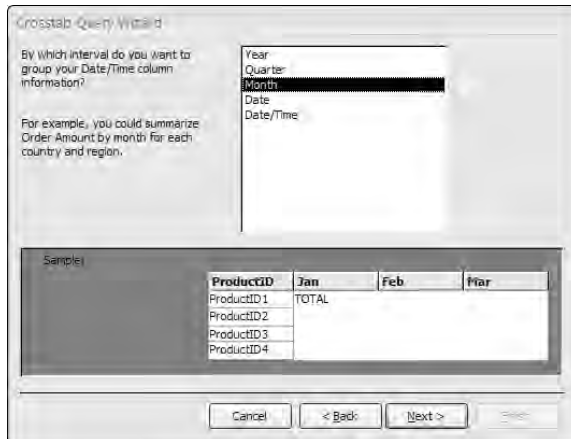 Crosstab Query Wizard
By which interval do you want to
group your Date/Time column
information?
For example, you could summarize
Order Amount by month for each
country and region.
Year
Quarter
Month
Date
Date/Time
Sample:
ProductID Jan Feb Mar
ProductID1 TOTAL
ProductID2
ProductID3
ProductID4
Cancel < Back Next >